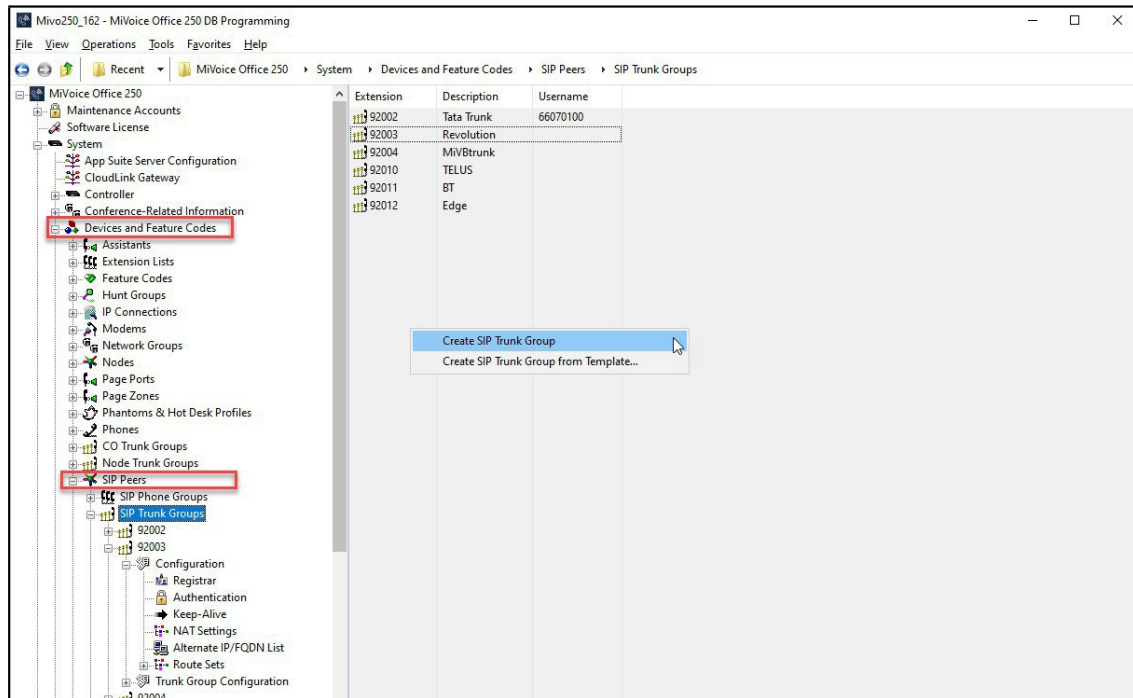 Mivo250_162 - MiVoice Office 250 DB Programming
File View Operations Tools Favorites Help
Recent MiVoice Office 250 System Devices and Feature Codes SIP Peers SIP Trunk Groups
MiVoice Office 250
Maintenance Accounts
Software License
System
App Suite Server Configuration
CloudLink Gateway
Controller
Conference-Related Information
Devices and Feature Codes
Assistants
Extension Lists
Feature Codes
Hunt Groups
IP Connections
Modems
Network Groups
Nodes
Page Ports
Page Zones
Phantoms & Hot Desk Profiles
Phones
CO Trunk Groups
Node Trunk Groups
SIP Peers
SIP Phone Groups
SIP Trunk Groups
92002
92003
Configuration
Registrar
Authentication
Keep-Alive
NAT Settings
Alternate IP/FQDN List
Route Sets
Trunk Group Configuration
92004
Extension Description Username
92002 Tata Trunk 66070100
92003 Revolution
92004 MiVBtrunk
92010 TELUS
92011 BT
92012 Edge
Create SIP Trunk Group
Create SIP Trunk Group from Template...